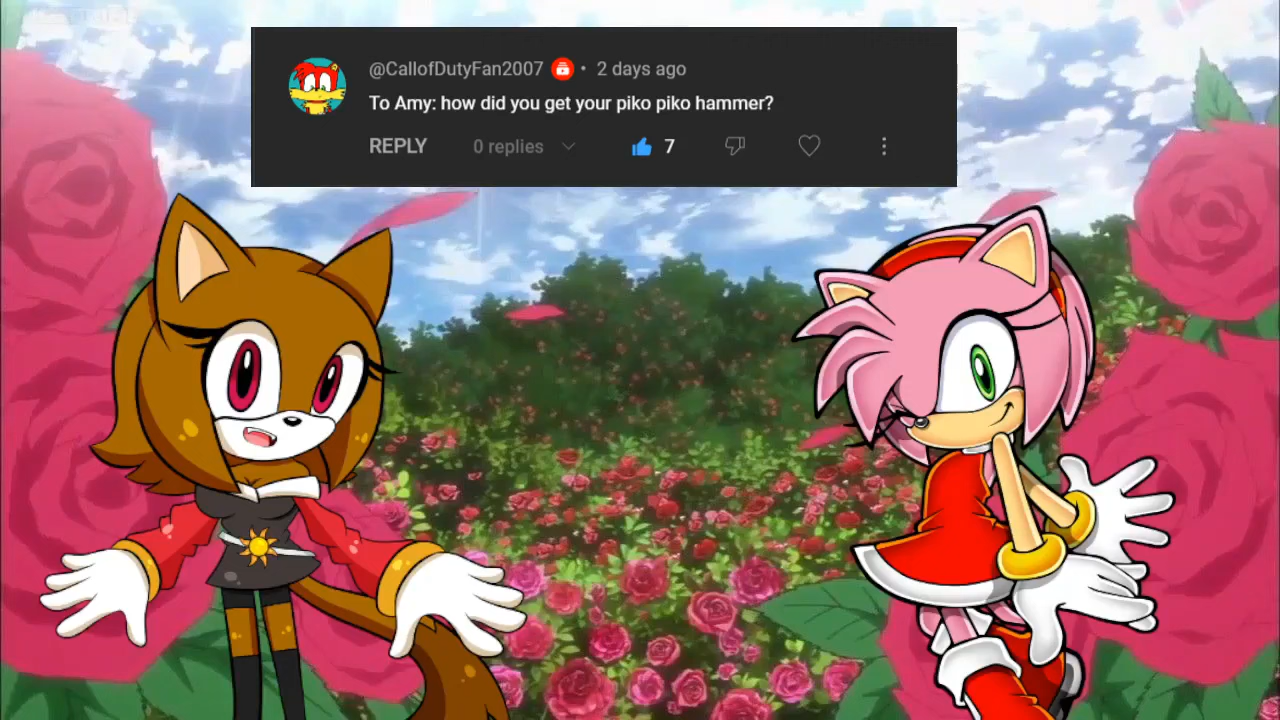 @CallofDutyFan2007 • 2 days ago
To Amy: how did you get your piko piko hammer?
REPLY 0 replies 7